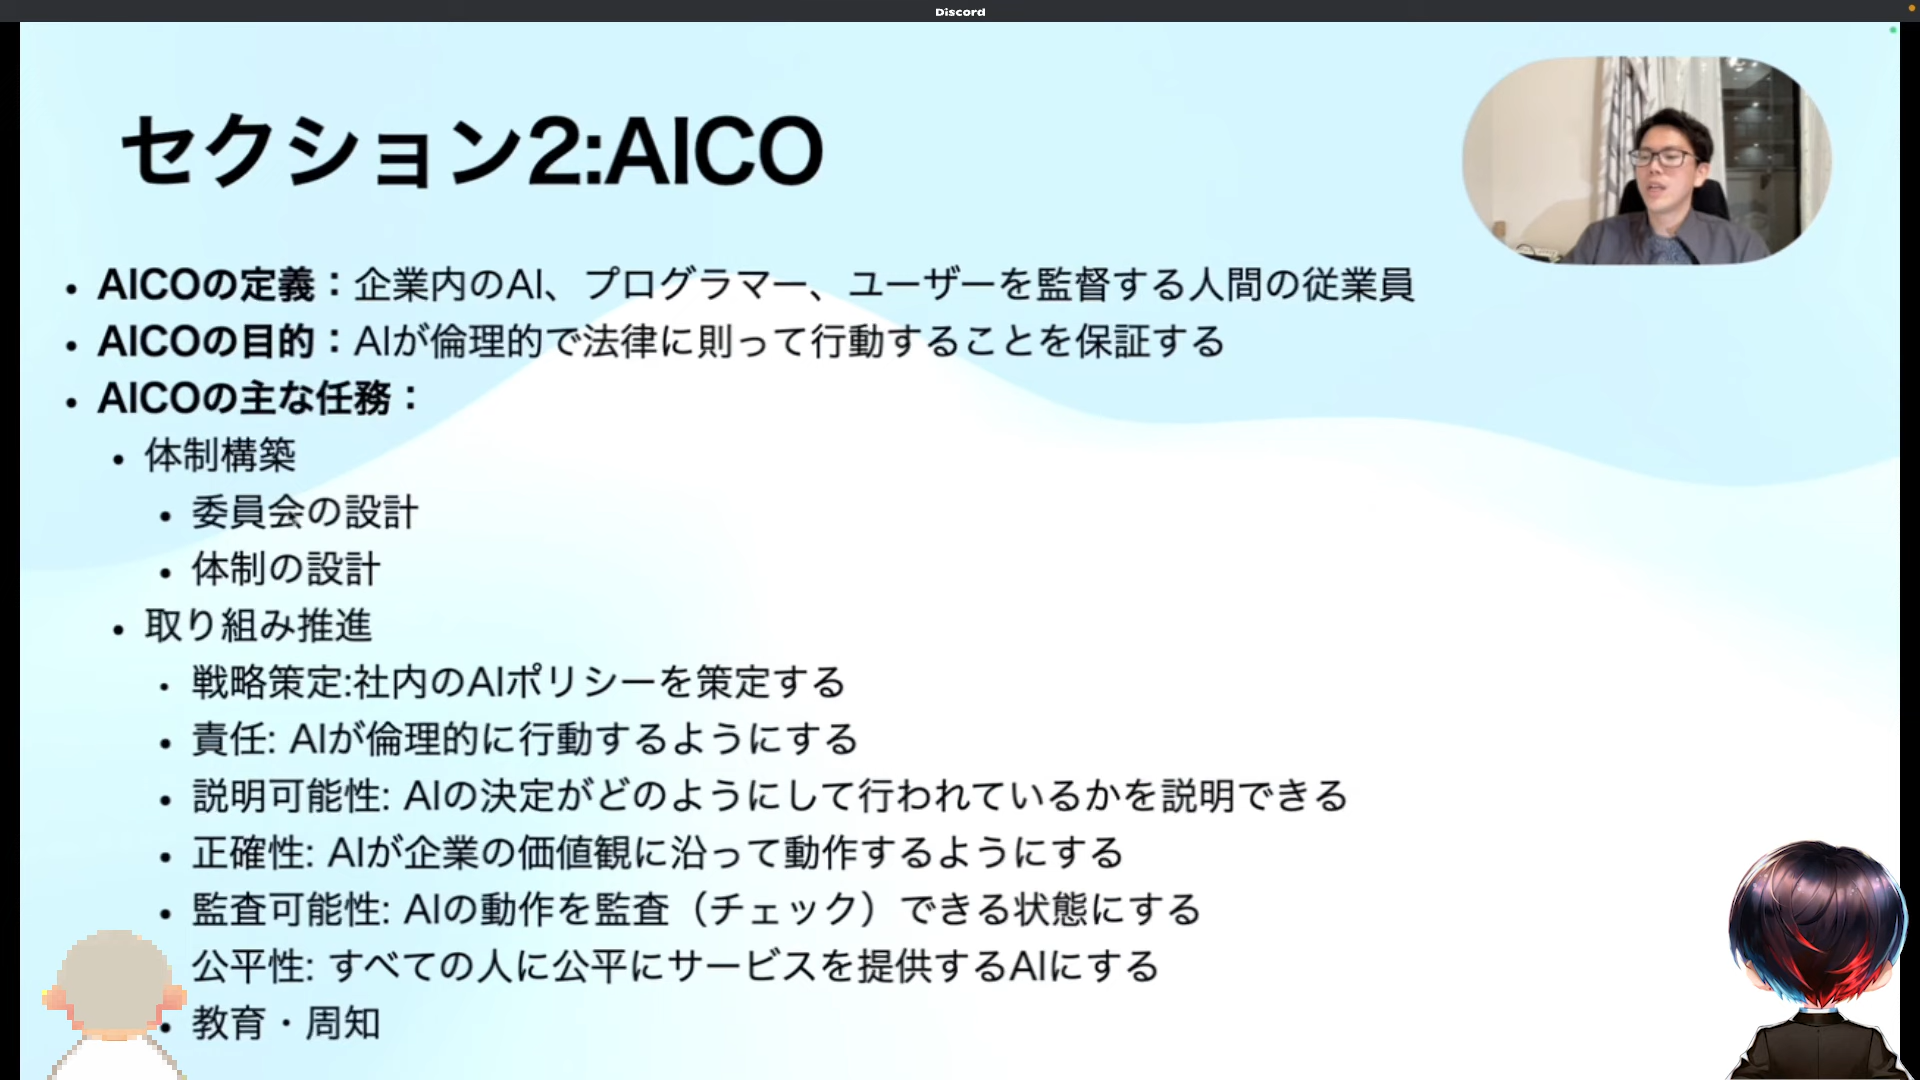 Discord
セクション2:AICO
• AICOの定義：企業内のAI、プログラマー、ユーザーを監督する人間の従業員
• AICOの目的：AIが倫理的で法律に則って行動することを保証する
• AICOの主な任務：
• 体制構築
• 委員会の設計
• 体制の設計
• 取り組み推進
• 戦略策定:社内のAIポリシーを策定する
• 責任: AIが倫理的に行動するようにする
• 説明可能性: AIの決定がどのようにして行われているかを説明できる
• 正確性: AIが企業の価値観に沿って動作するようにする
• 監査可能性: AIの動作を監査（チェック）できる状態にする
公平性: すべての人に公平にサービスを提供するAIにする
• 教育・周知